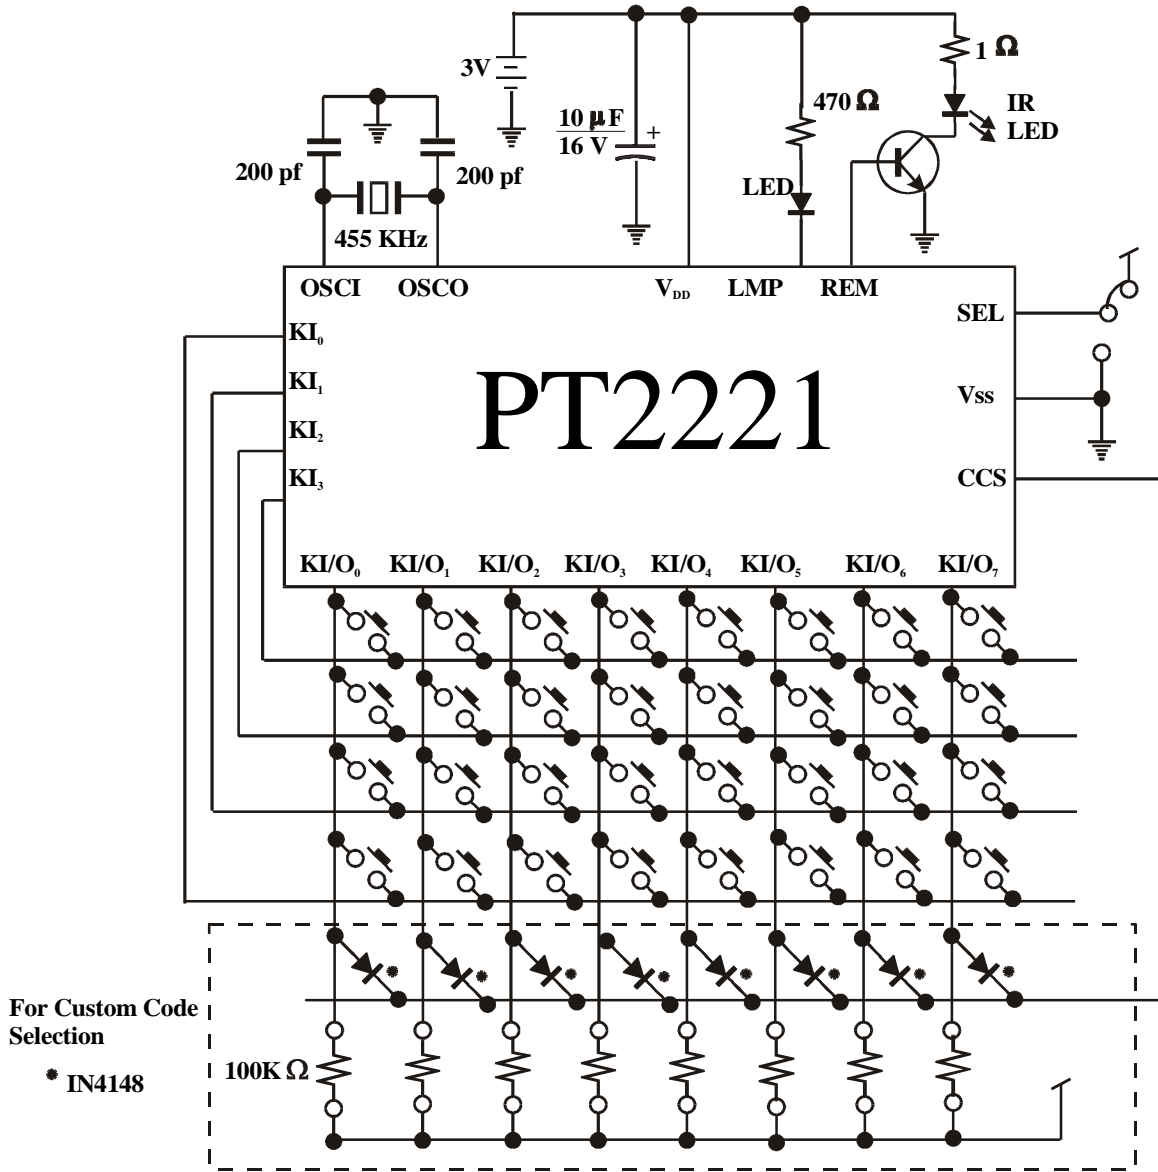 3V
10 µF
16 V
+
470 Ω
1 Ω
IR
LED
200 pf
200 pf
LED
455 KHz
OSCI
OSCO
V_DD
LMP
REM
SEL
KI₀
KI₁
KI₂
KI₃
PT2221
Vss
CCS
KI/O₀
KI/O₁
KI/O₂
KI/O₃
KI/O₄
KI/O₅
KI/O₆
KI/O₇
For Custom Code
Selection
* IN4148
100K Ω